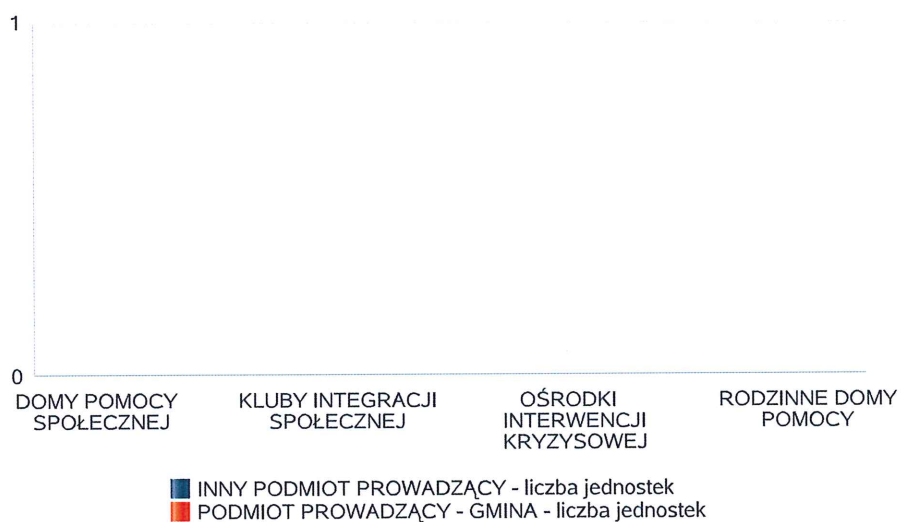 1
0
DOMY POMOCY SPOŁECZNEJ
KLUBY INTEGRACJI SPOŁECZNEJ
OŚRODKI INTERWENCJI KRYZYSOWEJ
RODZINNE DOMY POMOCY
INNY PODMIOT PROWADZĄCY - liczba jednostek
PODMIOT PROWADZĄCY - GMINA - liczba jednostek